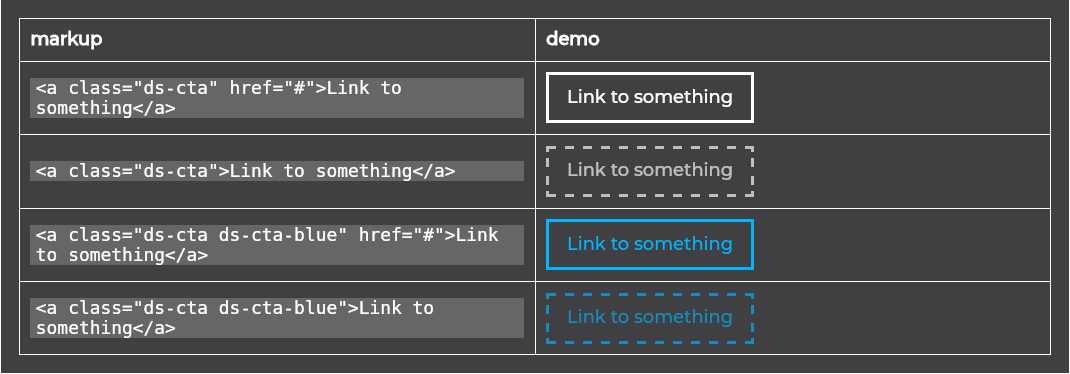 markup demo
<a class="ds-cta" href="#">Link to
something</a>
Link to something
<a class="ds-cta">Link to something</a>
Link to something
<a class="ds-cta ds-cta-blue" href="#">Link
to something</a>
Link to something
<a class="ds-cta ds-cta-blue">Link to
something</a>
Link to something